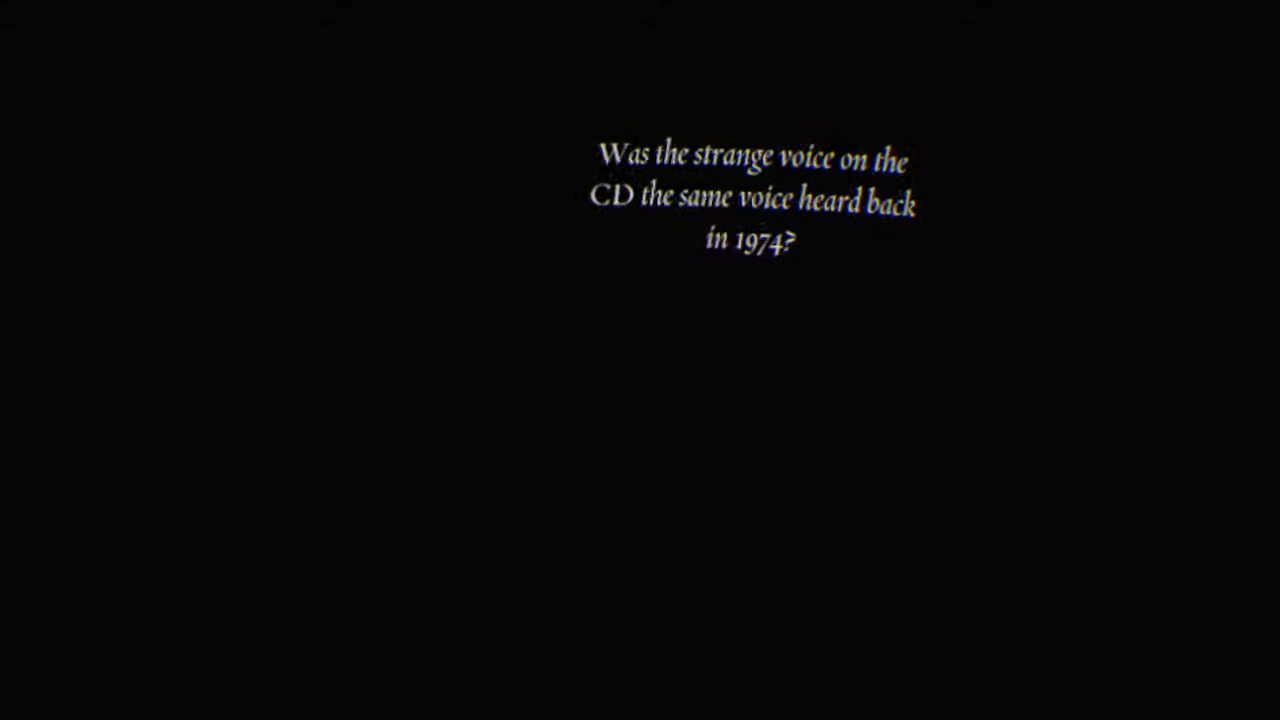 Was the strange voice on the
CD the same voice heard back
in 1974?